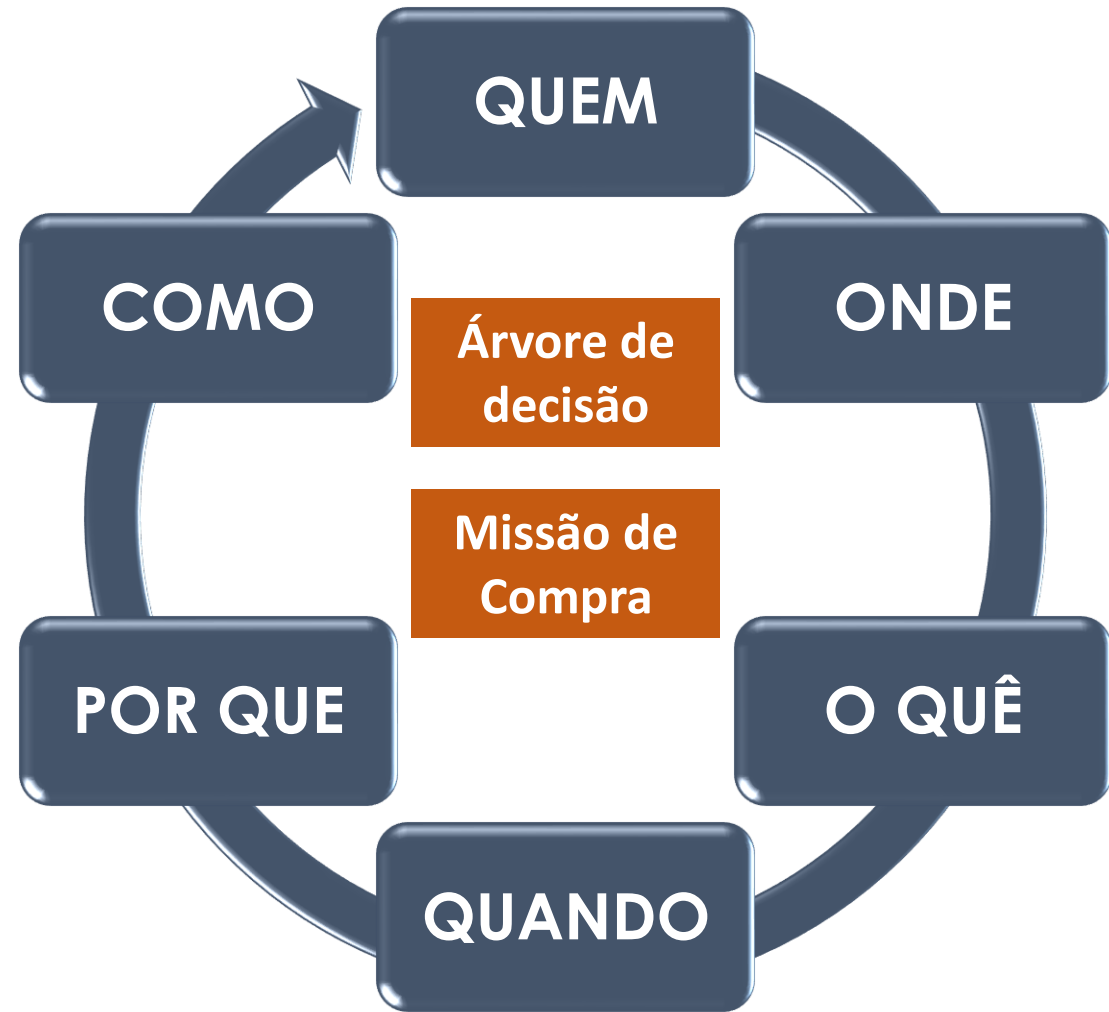 QUEM
COMO
ONDE
Árvore de
decisão
Missão de
Compra
POR QUE
O QUÊ
QUANDO